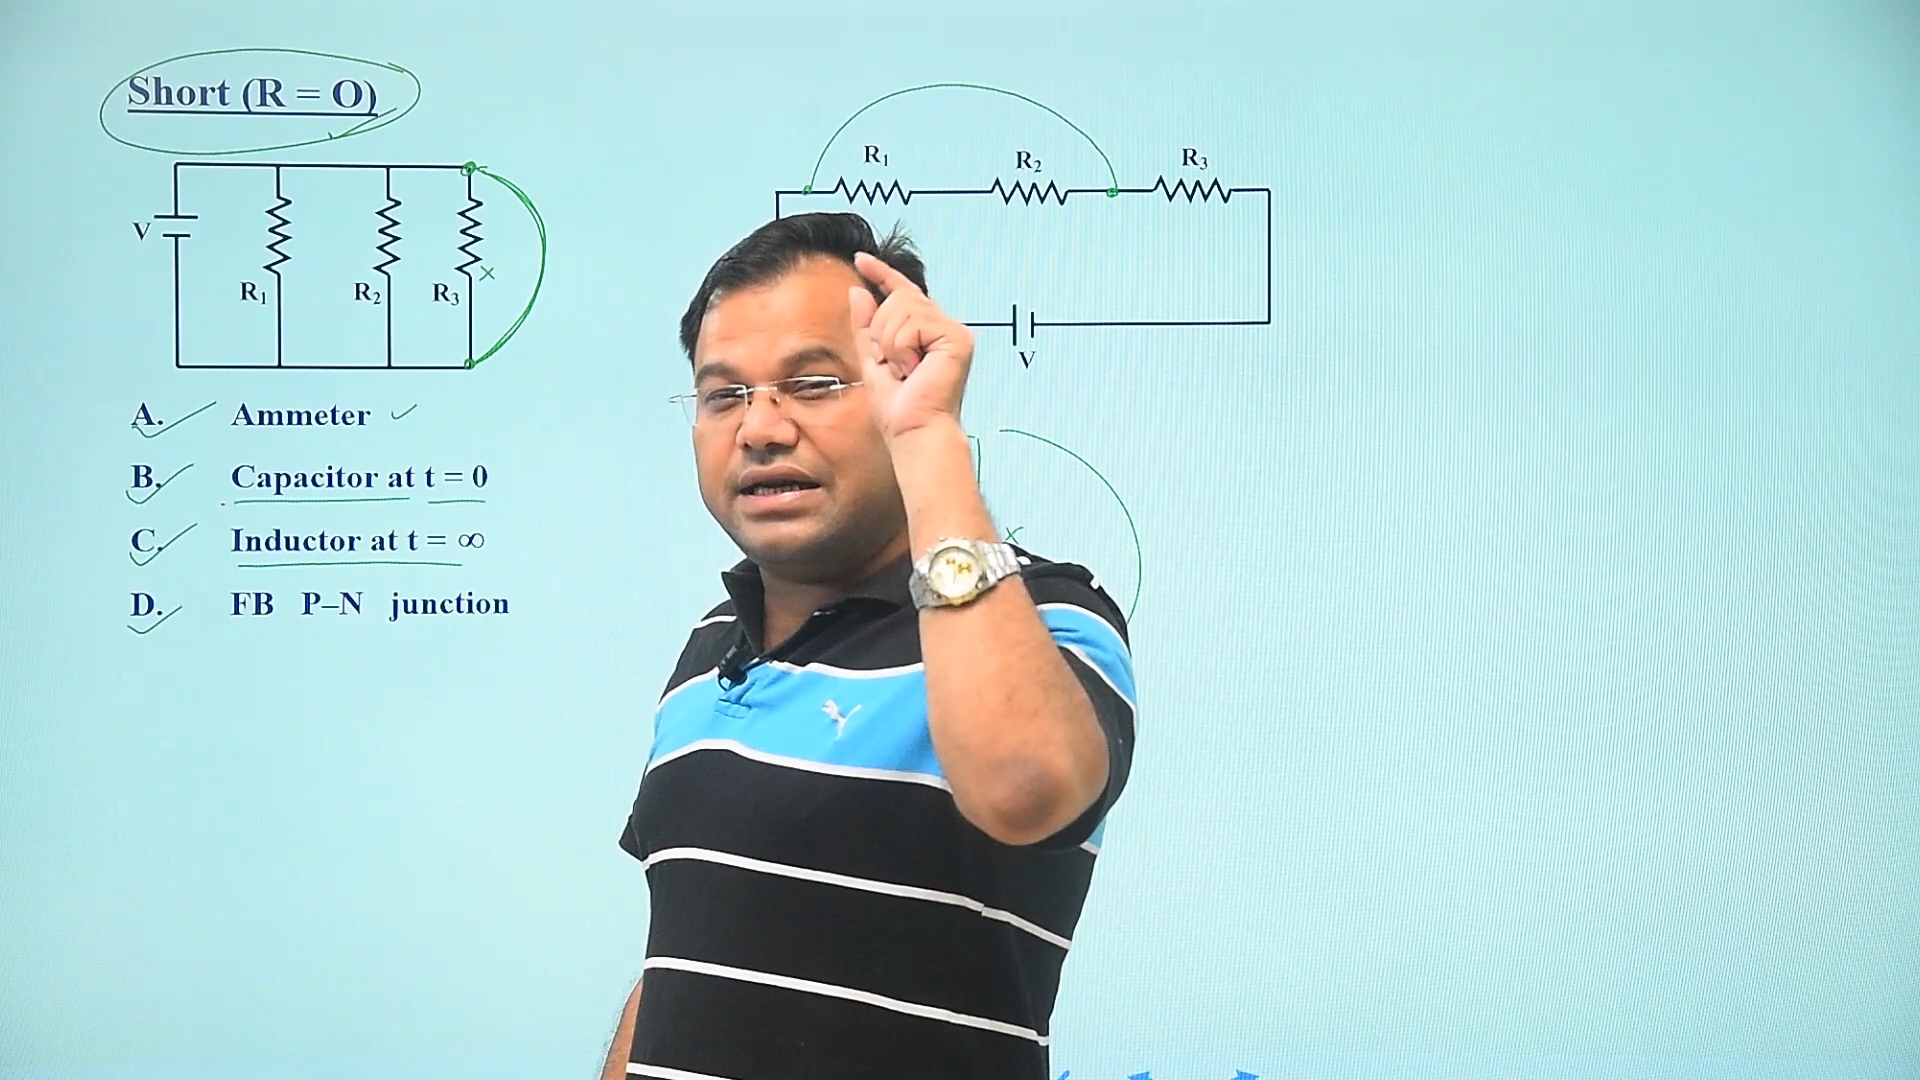 Short (R = O)
V
R1
R2
R3
A. Ammeter
B. Capacitor at t = 0
C. Inductor at t = ∞
D. FB P–N junction
R1
R2
R3
V